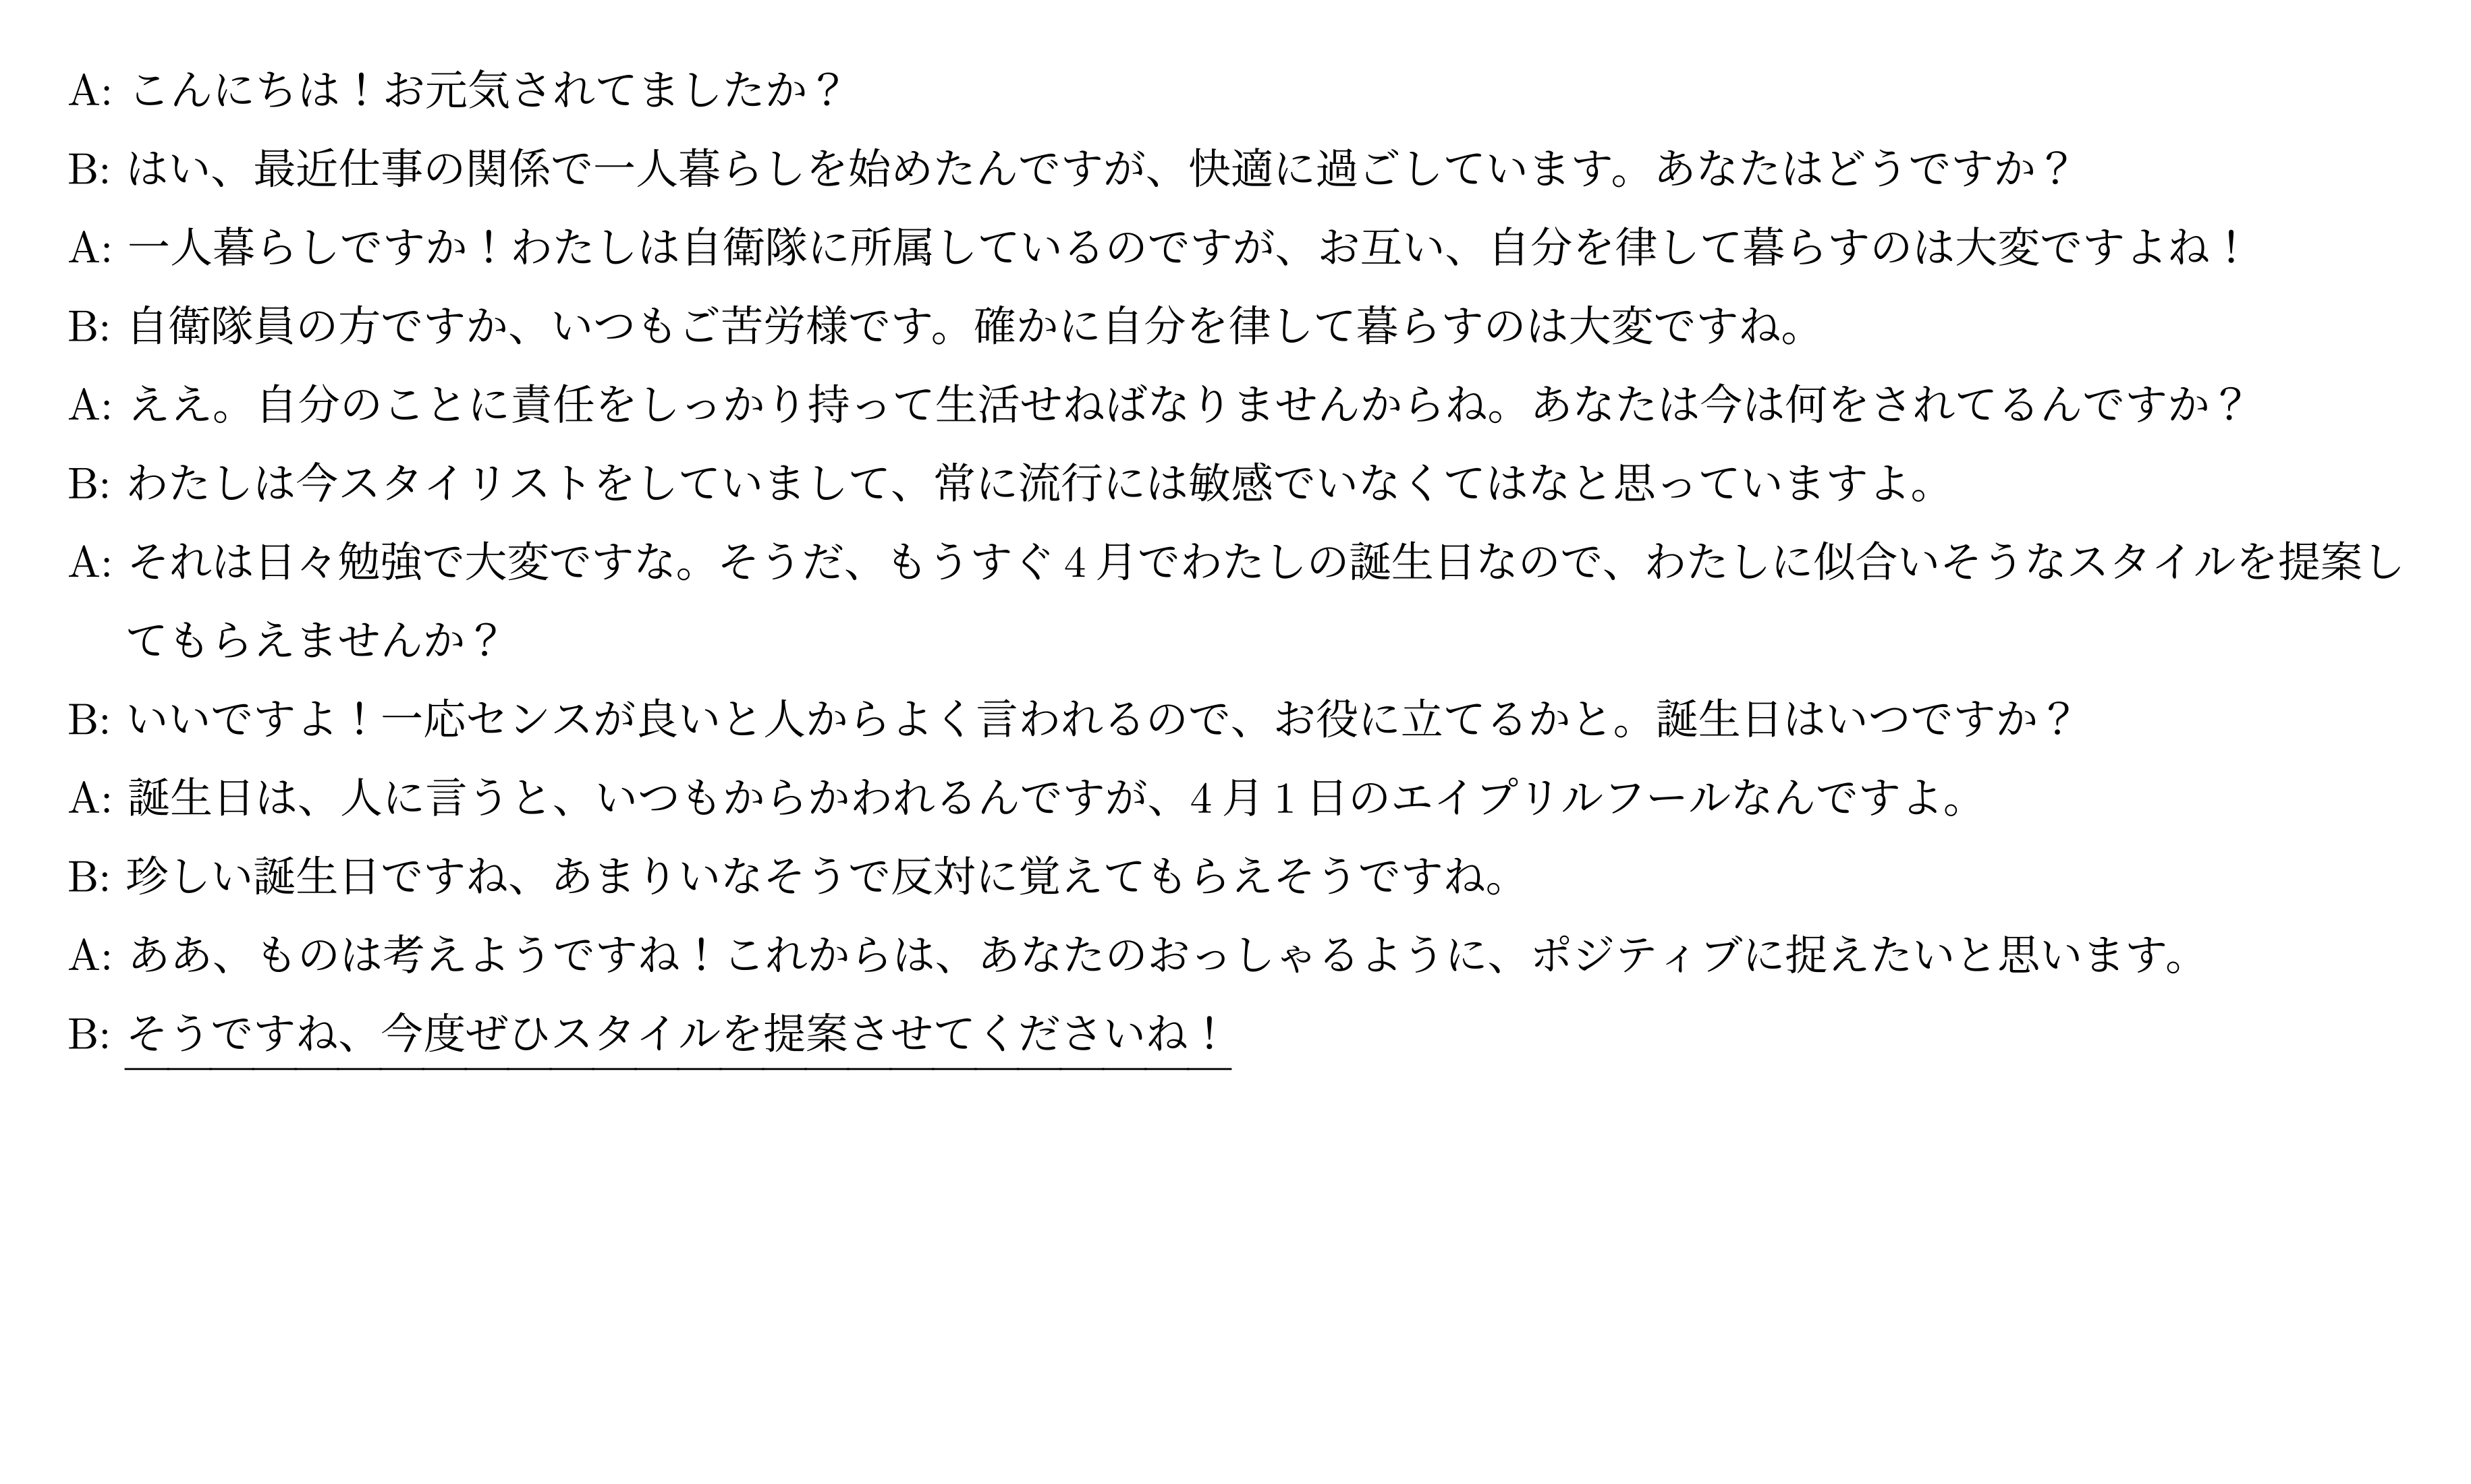 A: こんにちは！お元気されてましたか？
B: はい、最近仕事の関係で一人暮らしを始めたんですが、快適に過ごしています。あなたはどうですか？
A: 一人暮らしですか！わたしは自衛隊に所属しているのですが、お互い、自分を律して暮らすのは大変ですよね！
B: 自衛隊員の方ですか、いつもご苦労様です。確かに自分を律して暮らすのは大変ですね。
A: ええ。自分のことに責任をしっかり持って生活せねばなりませんからね。あなたは今は何をされてるんですか？
B: わたしは今スタイリストをしていまして、常に流行には敏感でいなくてはなと思っていますよ。
A: それは日々勉強で大変ですな。そうだ、もうすぐ 4 月でわたしの誕生日なので、わたしに似合いそうなスタイルを提案し
てもらえませんか？
B: いいですよ！一応センスが良いと人からよく言われるので、お役に立てるかと。誕生日はいつですか？
A: 誕生日は、人に言うと、いつもからかわれるんですが、4 月 1 日のエイプリルフールなんですよ。
B: 珍しい誕生日ですね、あまりいなそうで反対に覚えてもらえそうですね。
A: ああ、ものは考えようですね！これからは、あなたのおっしゃるように、ポジティブに捉えたいと思います。
B: そうですね、今度ぜひスタイルを提案させてくださいね！